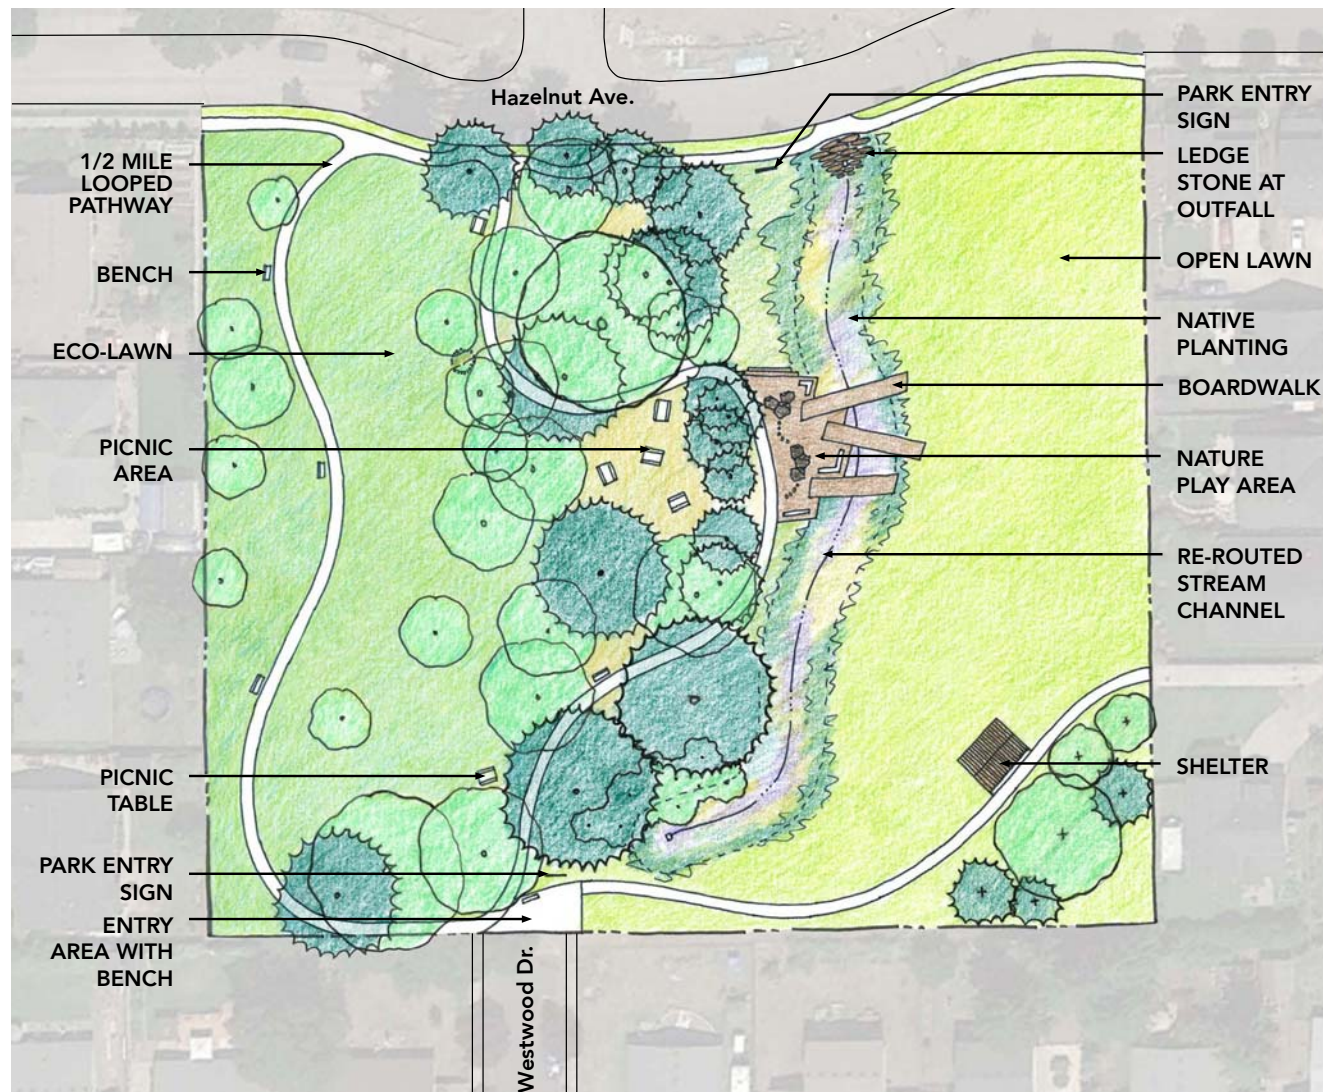 Hazelnut Ave.
1/2 MILE
LOOPED
PATHWAY
BENCH
ECO-LAWN
PICNIC
AREA
PICNIC
TABLE
PARK ENTRY
SIGN
ENTRY
AREA WITH
BENCH
Westwood Dr.
PARK ENTRY
SIGN
LEDGE
STONE AT
OUTFALL
OPEN LAWN
NATIVE
PLANTING
BOARDWALK
NATURE
PLAY AREA
RE-ROUTED
STREAM
CHANNEL
SHELTER